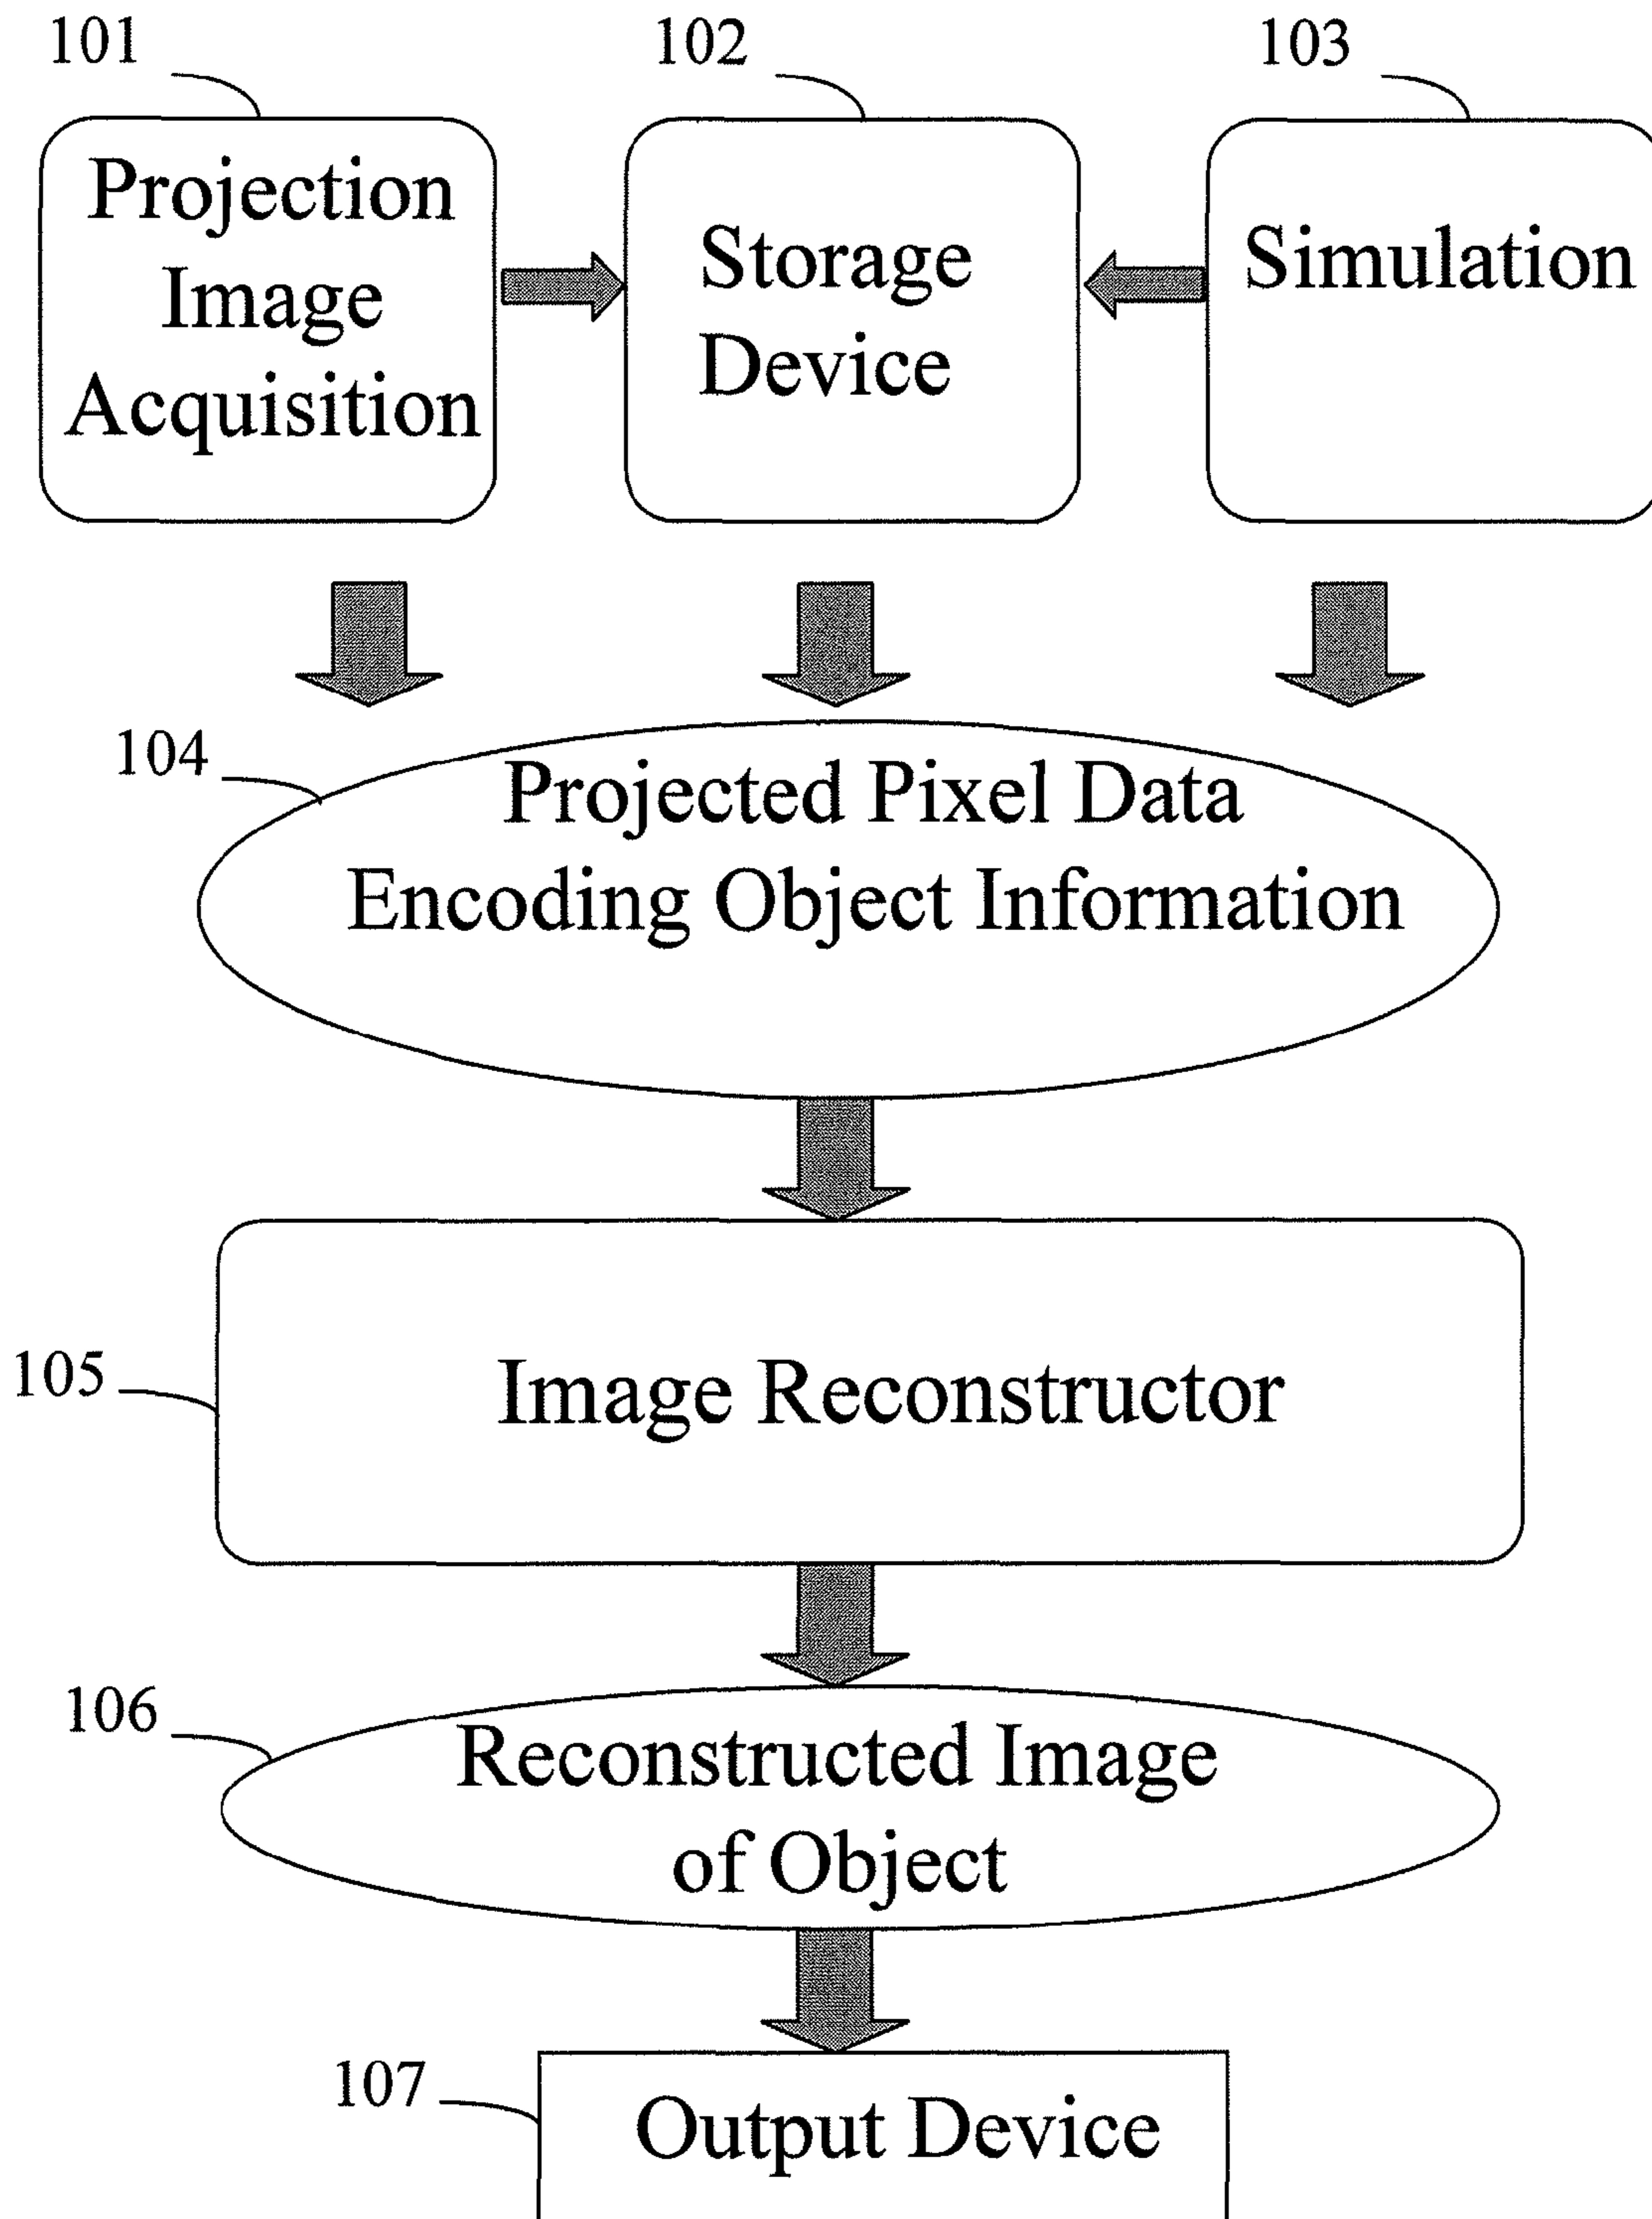 101
102
103
Projection
Image
Acquisition
Storage
Device
Simulation
104
Projected Pixel Data
Encoding Object Information
105
Image Reconstructor
106
Reconstructed Image
of Object
107
Output Device